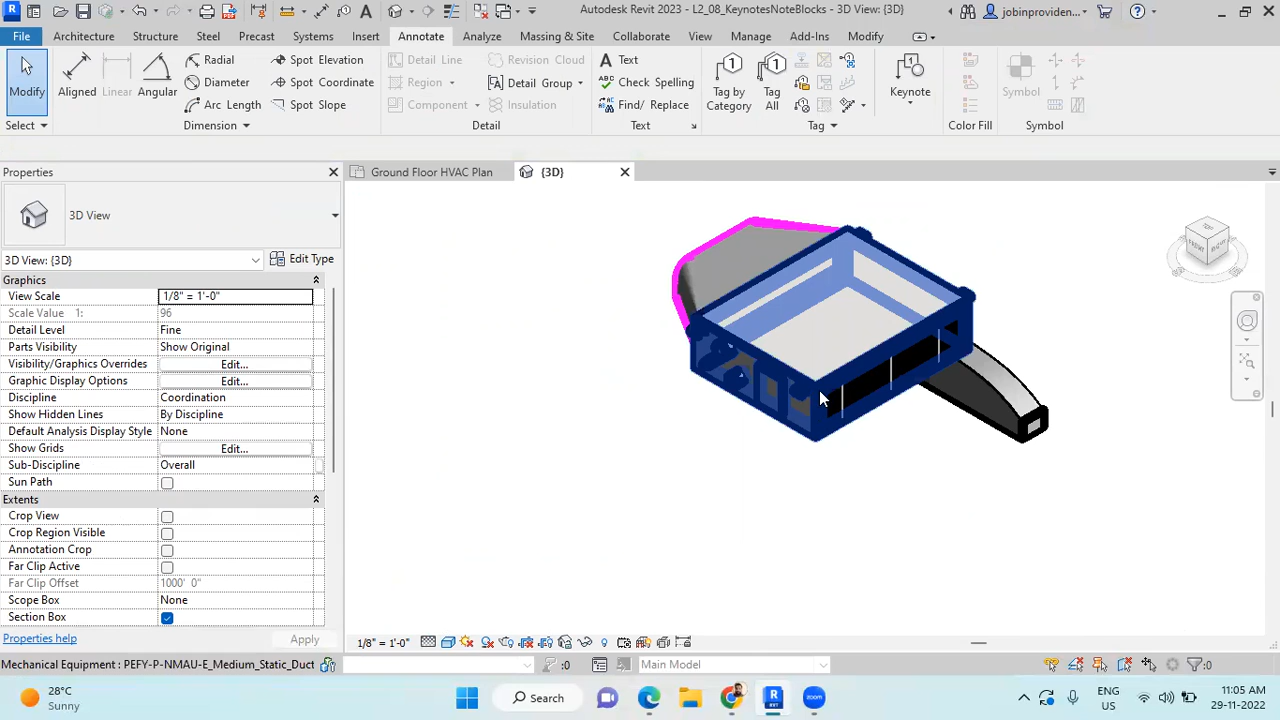 Autodesk Revit 2023 - L2_08_KeynotesNoteBlocks - 3D View: {3D}
jobinproviden...
File Architecture Structure Steel Precast Systems Insert Annotate Analyze Massing & Site Collaborate View Manage Add-Ins Modify
Modify
Select
Aligned
Linear
Angular
Radial
Diameter
Arc Length
Spot Elevation
Spot Coordinate
Spot Slope
Dimension
Detail Line
Region
Component
Revision Cloud
Detail Group
Insulation
Detail
Text
Check Spelling
Find/ Replace
Text
Tag by
Category
Tag
All
Tag
Keynote
Color Fill
Symbol
Symbol
Properties
Ground Floor HVAC Plan
{3D}
3D View
3D View: {3D}
Edit Type
Graphics
View Scale 1/8" = 1'-0"
Scale Value 1: 96
Detail Level Fine
Parts Visibility Show Original
Visibility/Graphics Overrides Edit...
Graphic Display Options Edit...
Discipline Coordination
Show Hidden Lines By Discipline
Default Analysis Display Style None
Show Grids Edit...
Sub-Discipline Overall
Sun Path
Extents
Crop View
Crop Region Visible
Annotation Crop
Far Clip Active
Far Clip Offset 1000' 0"
Scope Box None
Section Box
Properties help
Apply
1/8" = 1'-0"
Mechanical Equipment : PEFY-P-NMAU-E_Medium_Static_Duct
:0
Main Model
:0
28°C
Sunny
Search
ENG
US
11:05 AM
29-11-2022